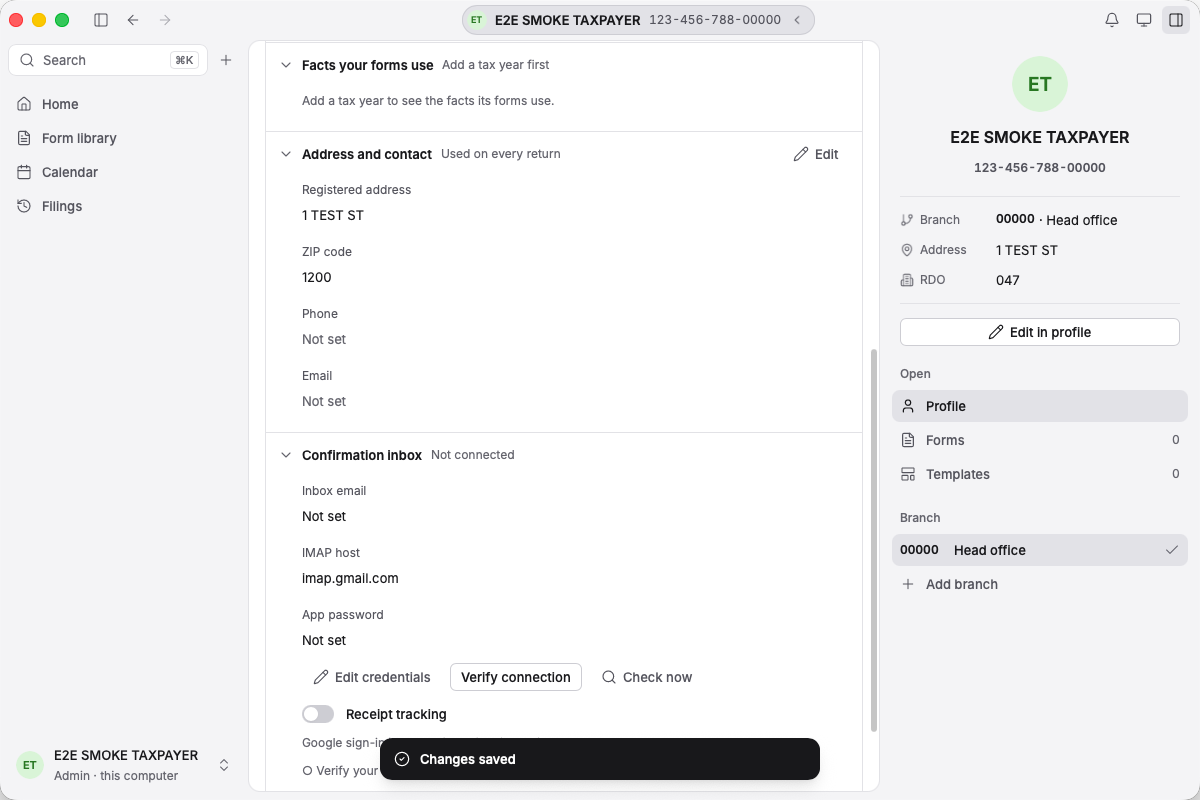 ET E2E SMOKE TAXPAYER 123-456-788-00000
Search ⌘K
Home
Form library
Calendar
Filings
ET E2E SMOKE TAXPAYER
Admin · this computer
Facts your forms use Add a tax year first
Add a tax year to see the facts its forms use.
Address and contact Used on every return Edit
Registered address
1 TEST ST
ZIP code
1200
Phone
Not set
Email
Not set
Confirmation inbox Not connected
Inbox email
Not set
IMAP host
imap.gmail.com
App password
Not set
Edit credentials Verify connection Check now
Receipt tracking
Google sign-in
Verify your
Changes saved
ET
E2E SMOKE TAXPAYER
123-456-788-00000
Branch 00000 · Head office
Address 1 TEST ST
RDO 047
Edit in profile
Open
Profile
Forms 0
Templates 0
Branch
00000 Head office
Add branch